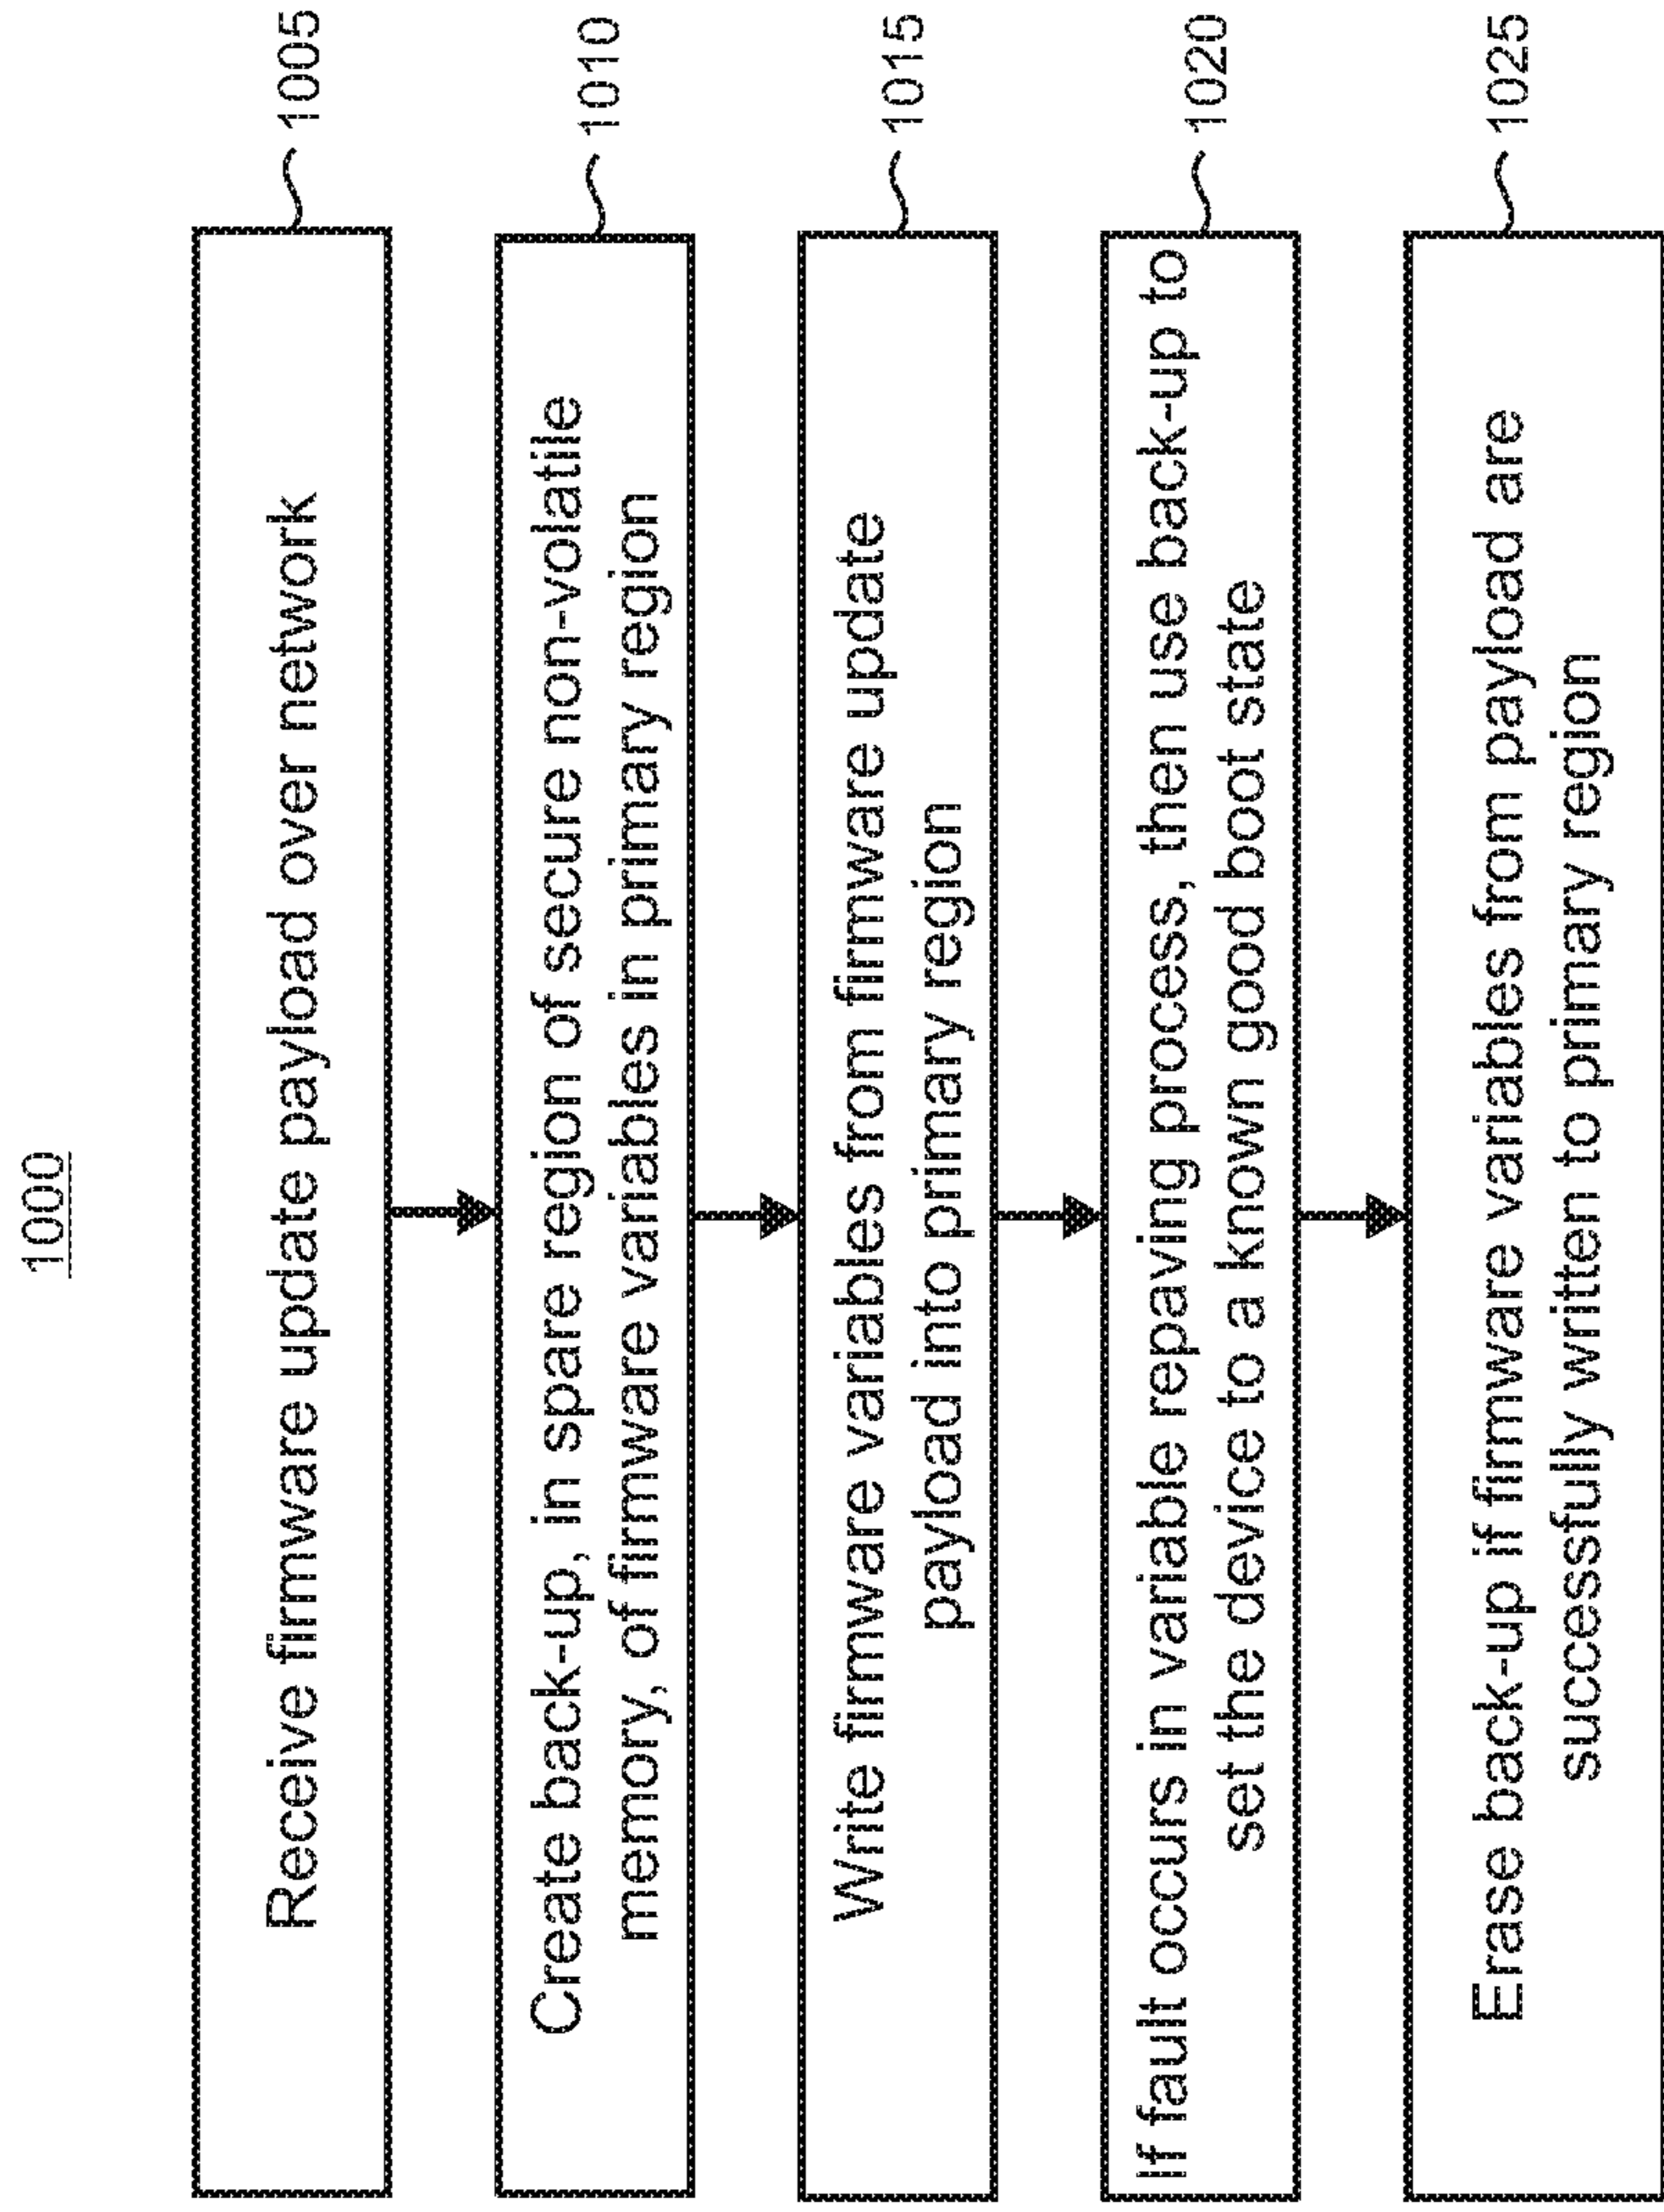 1000
Receive firmware update payload over network
1005
Create back-up, in spare region of secure non-volatile
memory, of firmware variables in primary region
1010
Write firmware variables from firmware update
payload into primary region
1015
If fault occurs in variable repaving process, then use back-up to
set the device to a known good boot state
1020
Erase back-up if firmware variables from payload are
successfully written to primary region
1025